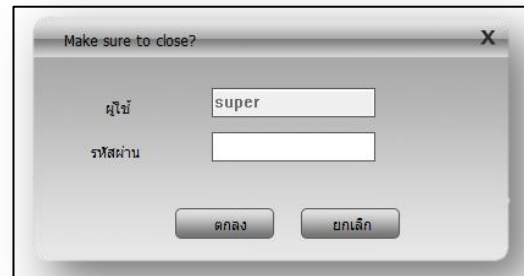 Make sure to close? X
ผู้ใช้ super
รหัสผ่าน
ตกลง ยกเลิก